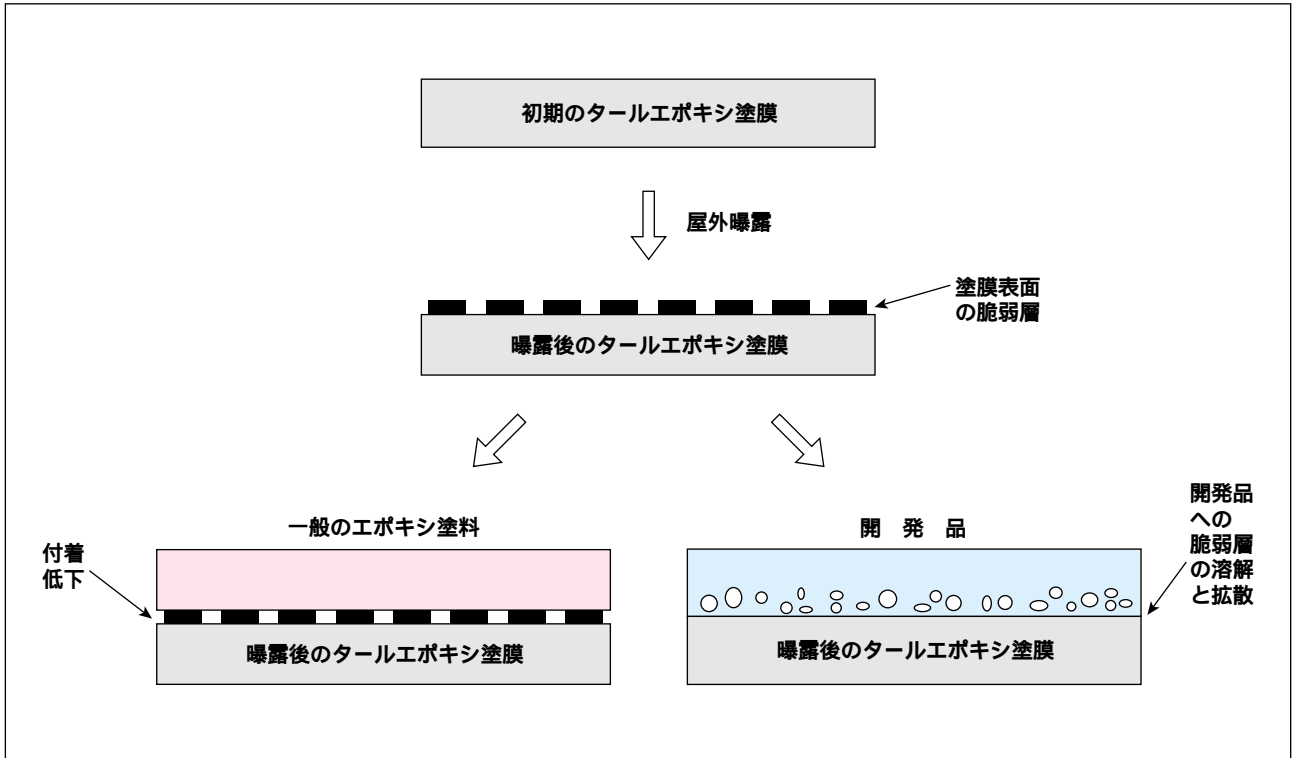 初期のタールエポキシ塗膜
屋外曝露
塗膜表面
の脆弱層
曝露後のタールエポキシ塗膜
一般のエポキシ塗料
付着
低下
曝露後のタールエポキシ塗膜
開 発 品
開発品
への
脆弱層
の溶解
と拡散
曝露後のタールエポキシ塗膜